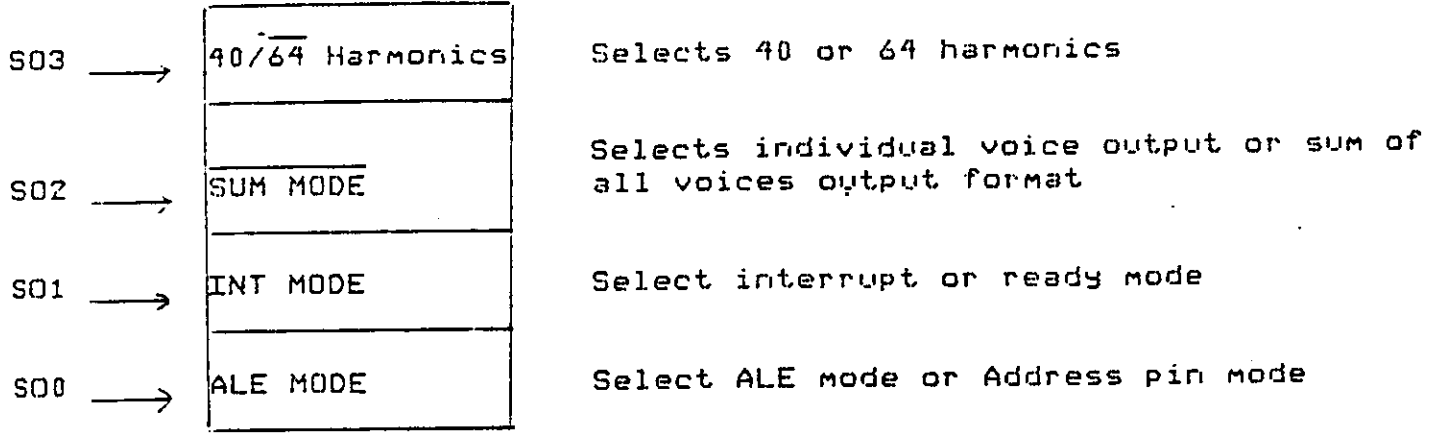 SO3 40/64 Harmonics Selects 40 or 64 harmonics
Selects individual voice output or sum of
SO2 SUM MODE all voices output format
SO1 INT MODE Select interrupt or ready mode
SO0 ALE MODE Select ALE mode or Address pin mode